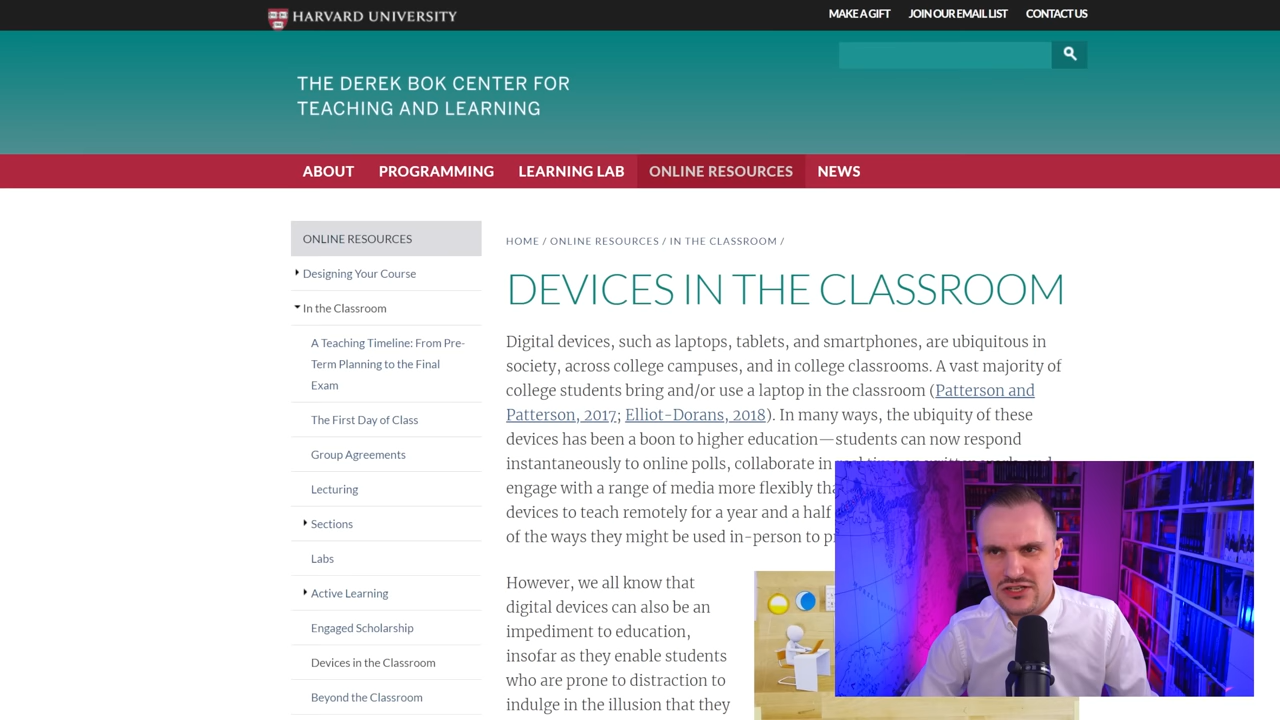 HARVARD UNIVERSITY
MAKE A GIFT JOIN OUR EMAIL LIST CONTACT US
THE DEREK BOK CENTER FOR
TEACHING AND LEARNING
ABOUT PROGRAMMING LEARNING LAB ONLINE RESOURCES NEWS
ONLINE RESOURCES
Designing Your Course
In the Classroom
A Teaching Timeline: From Pre-
Term Planning to the Final
Exam
The First Day of Class
Group Agreements
Lecturing
Sections
Labs
Active Learning
Engaged Scholarship
Devices in the Classroom
Beyond the Classroom
HOME / ONLINE RESOURCES / IN THE CLASSROOM /
DEVICES IN THE CLASSROOM
Digital devices, such as laptops, tablets, and smartphones, are ubiquitous in
society, across college campuses, and in college classrooms. A vast majority of
college students bring and/or use a laptop in the classroom (Patterson and
Patterson, 2017; Elliot-Dorans, 2018). In many ways, the ubiquity of these
devices has been a boon to higher education—students can now respond
instantaneously to online polls, collaborate in
engage with a range of media more flexibly
devices to teach remotely for a year and a half
of the ways they might be used in-person to
However, we all know that
digital devices can also be an
impediment to education,
insofar as they enable students
who are prone to distraction to
indulge in the illusion that they